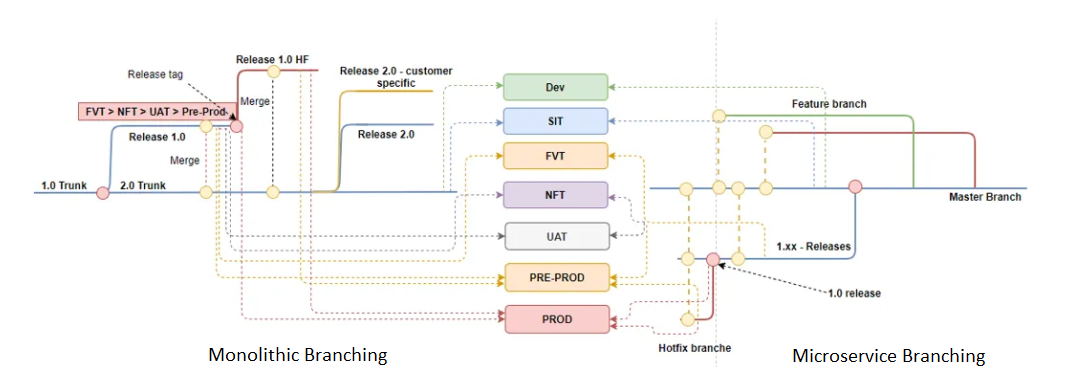 Release 1.0 HF
Release tag
Release 2.0 - customer
specific
Merge
FVT > NFT > UAT > Pre-Prod
Release 1.0
Release 2.0
Merge
1.0 Trunk
2.0 Trunk
Dev
SIT
FVT
NFT
UAT
PRE-PROD
PROD
Feature branch
Master Branch
1.xx - Releases
1.0 release
Hotfix branche
Monolithic Branching
Microservice Branching